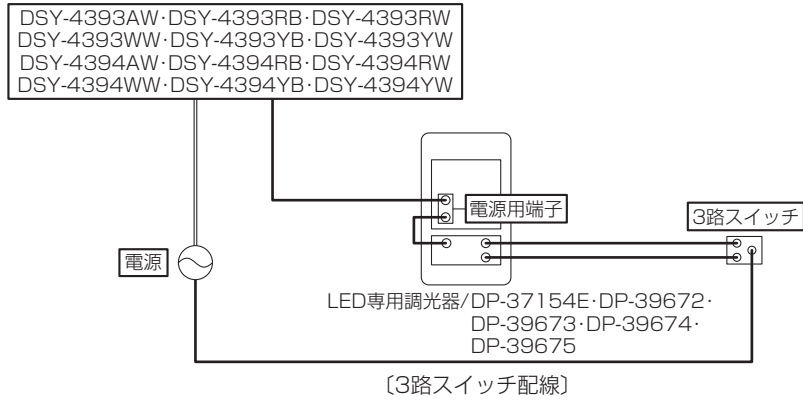 DSY-4393AW·DSY-4393RB·DSY-4393RW
DSY-4393WW·DSY-4393YB·DSY-4393YW
DSY-4394AW·DSY-4394RB·DSY-4394RW
DSY-4394WW·DSY-4394YB·DSY-4394YW
電源用端子
3路スイッチ
電源
LED専用調光器/DP-37154E·DP-39672·
DP-39673·DP-39674·
DP-39675
〔3路スイッチ配線〕